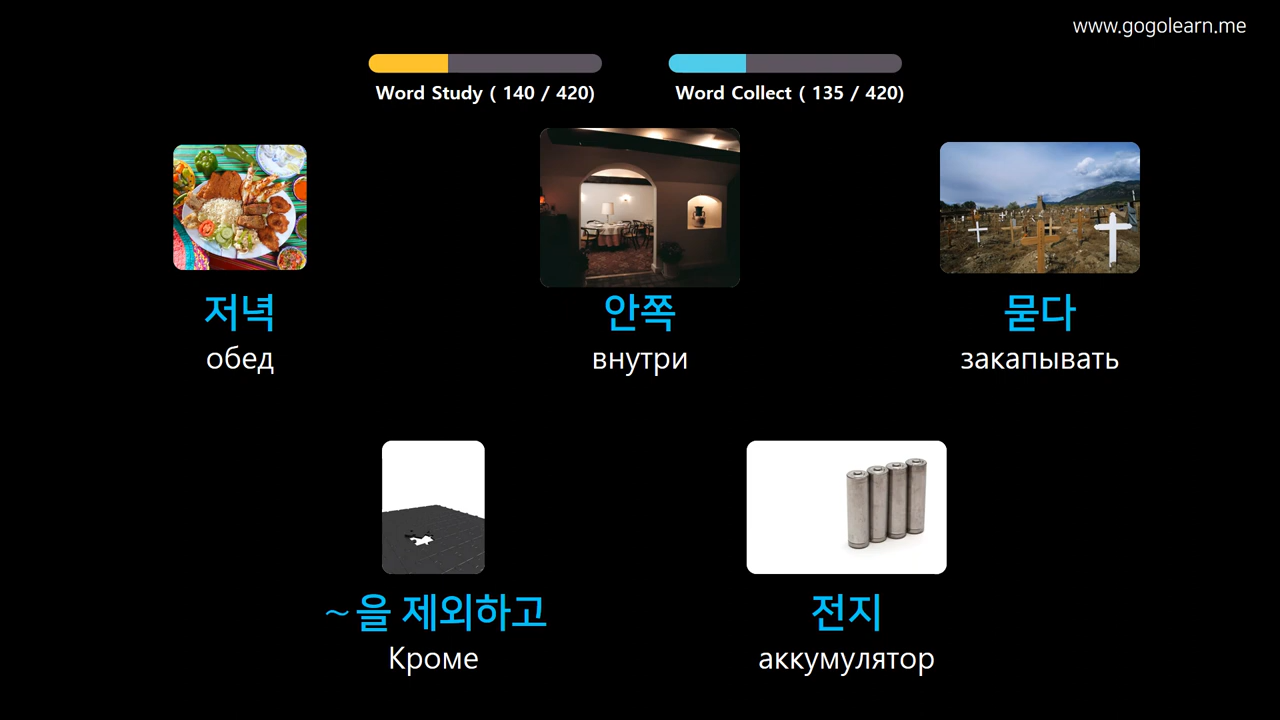 www.gogolearn.me
Word Study ( 140 / 420)
Word Collect ( 135 / 420)
저녁
обед
안쪽
внутри
묻다
закапывать
~을 제외하고
Кроме
전지
аккумулятор